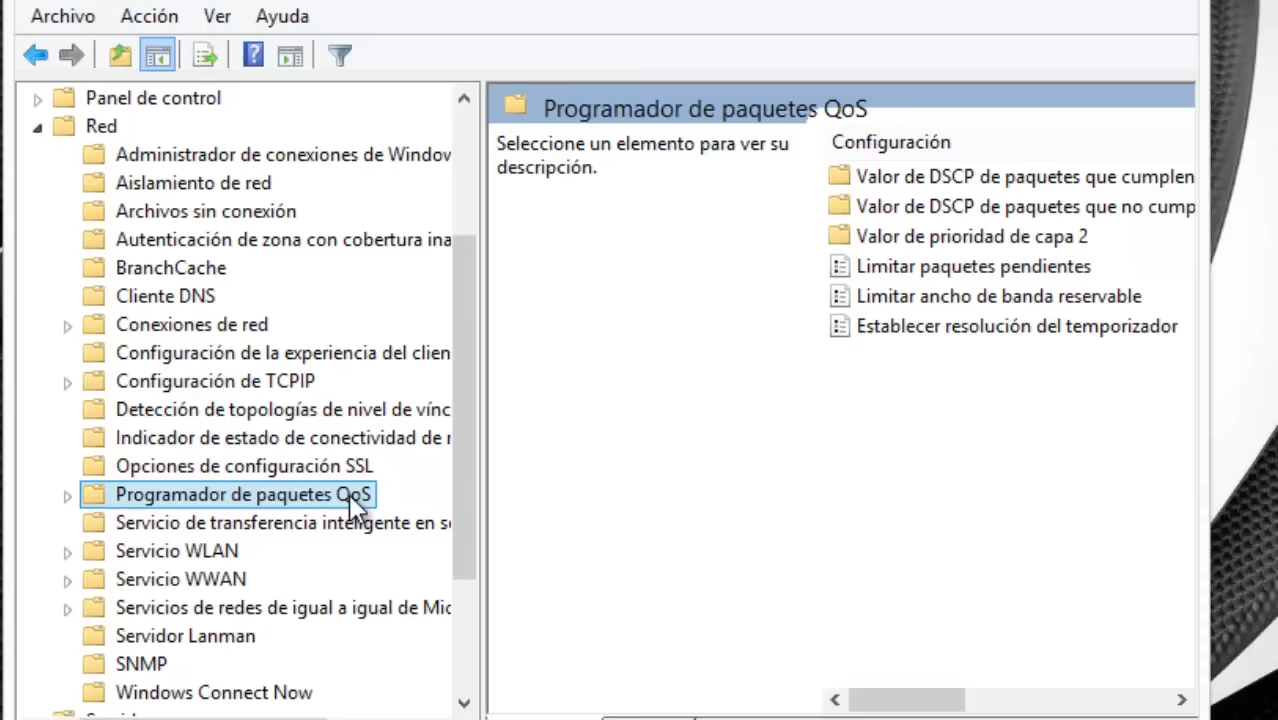 Archivo Acción Ver Ayuda
Panel de control
Red
Administrador de conexiones de Window
Aislamiento de red
Archivos sin conexión
Autenticación de zona con cobertura ina
BranchCache
Cliente DNS
Conexiones de red
Configuración de la experiencia del clien
Configuración de TCPIP
Detección de topologías de nivel de vínc
Indicador de estado de conectividad de r
Opciones de configuración SSL
Programador de paquetes QoS
Servicio de transferencia inteligente en se
Servicio WLAN
Servicio WWAN
Servicios de redes de igual a igual de Mic
Servidor Lanman
SNMP
Windows Connect Now
Programador de paquetes QoS
Seleccione un elemento para ver su
descripción.
Configuración
Valor de DSCP de paquetes que cumplen
Valor de DSCP de paquetes que no cump
Valor de prioridad de capa 2
Limitar paquetes pendientes
Limitar ancho de banda reservable
Establecer resolución del temporizador